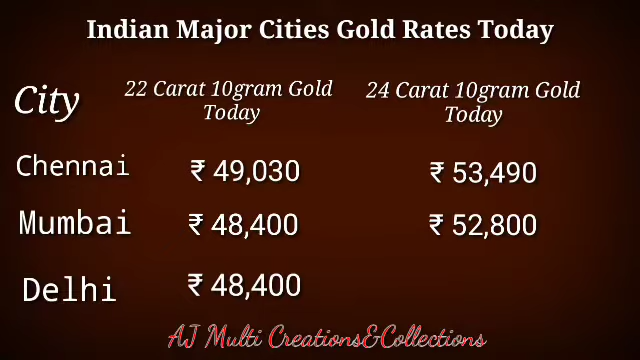 Indian Major Cities Gold Rates Today
City 22 Carat 10gram Gold Today 24 Carat 10gram Gold Today
Chennai ₹ 49,030 ₹ 53,490
Mumbai ₹ 48,400 ₹ 52,800
Delhi ₹ 48,400
AJ Multi Creations&Collections